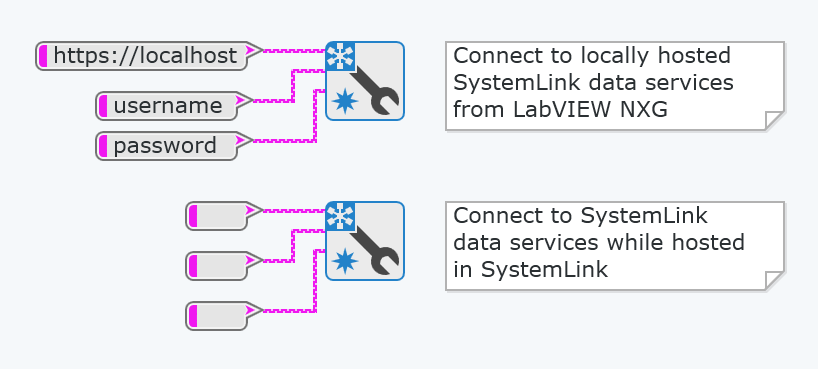 https://localhost
username
password
Connect to locally hosted
SystemLink data services
from LabVIEW NXG
Connect to SystemLink
data services while hosted
in SystemLink